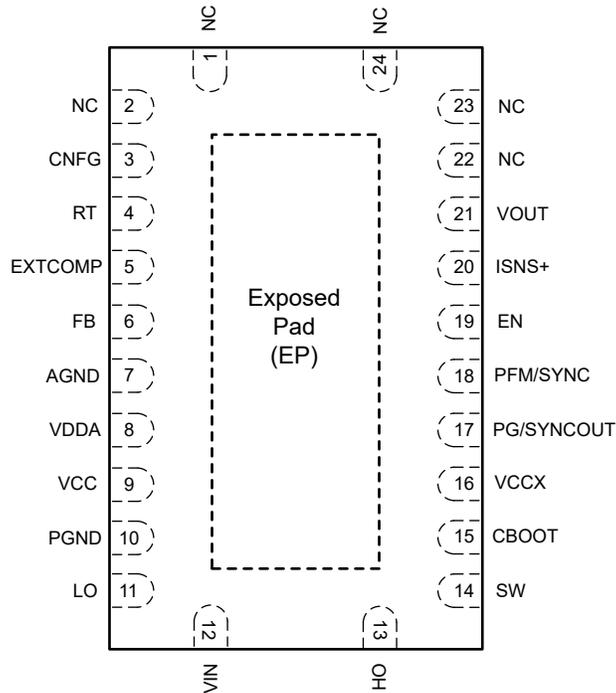 NC
NC
1
24
NC 2
23 NC
CNFG 3
22 NC
RT 4
21 VOUT
EXTCOMP 5
20 ISNS+
FB 6
19 EN
AGND 7
18 PFM/SYNC
VDDA 8
17 PG/SYNCOUT
VCC 9
16 VCCX
PGND 10
15 CBOOT
LO 11
14 SW
Exposed
Pad
(EP)
12
13
VIN
HO